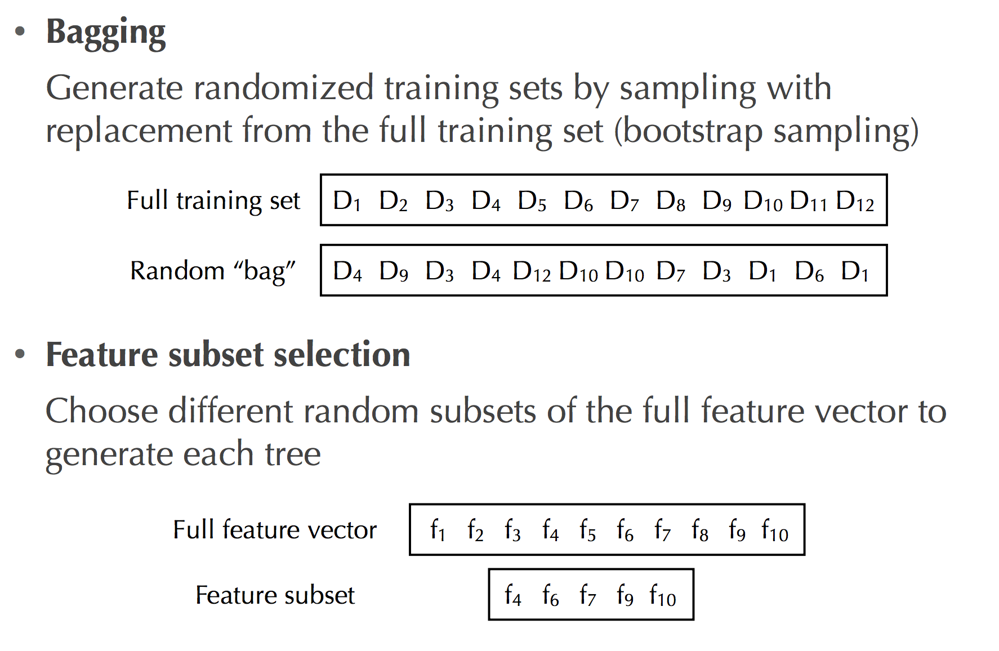 • Bagging
Generate randomized training sets by sampling with
replacement from the full training set (bootstrap sampling)
Full training set D₁ D₂ D₃ D₄ D₅ D₆ D₇ D₈ D₉ D₁₀ D₁₁ D₁₂
Random “bag” D₄ D₉ D₃ D₄ D₁₂ D₁₀ D₁₀ D₇ D₃ D₁ D₆ D₁
• Feature subset selection
Choose different random subsets of the full feature vector to
generate each tree
Full feature vector f₁ f₂ f₃ f₄ f₅ f₆ f₇ f₈ f₉ f₁₀
Feature subset f₄ f₆ f₇ f₉ f₁₀